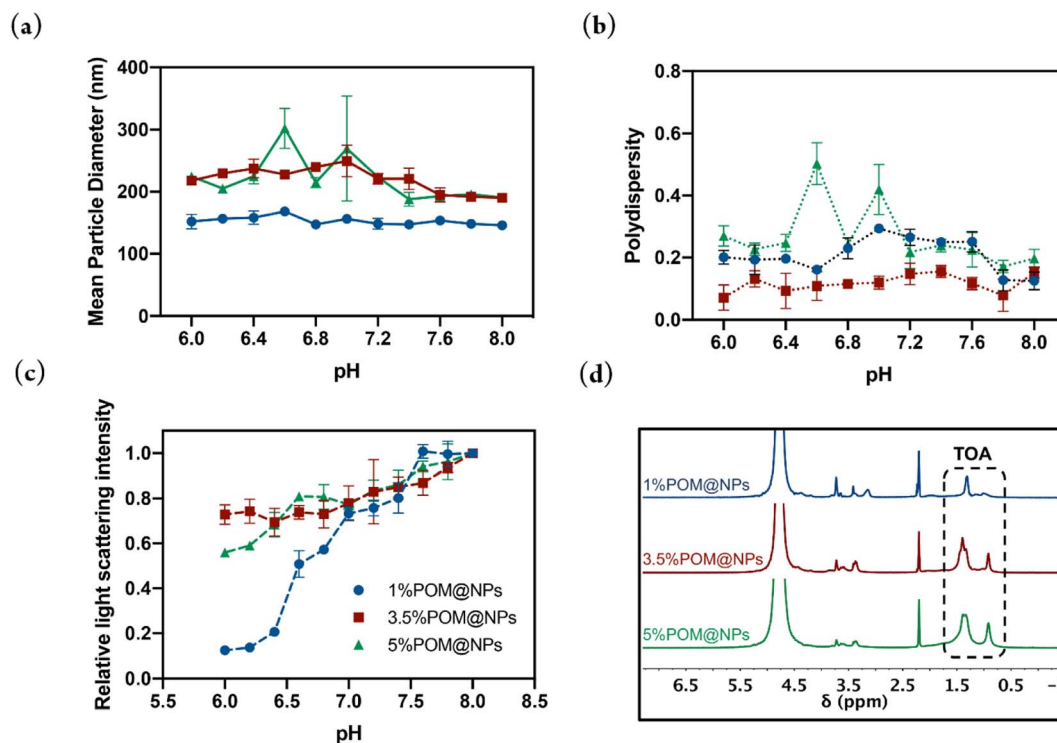 (a)
Mean Particle Diameter (nm)
400
300
200
100
0
6.0 6.4 6.8 7.2 7.6 8.0
pH
(b)
Polydispersity
0.8
0.6
0.4
0.2
0.0
6.0 6.4 6.8 7.2 7.6 8.0
pH
(c)
Relative light scattering intensity
1.0
0.8
0.6
0.4
0.2
0.0
5.5 6.0 6.5 7.0 7.5 8.0 8.5
pH
1%POM@NPs
3.5%POM@NPs
5%POM@NPs
(d)
TOA
1%POM@NPs
3.5%POM@NPs
5%POM@NPs
6.5 5.5 4.5 3.5 2.5 1.5 0.5 –
δ (ppm)